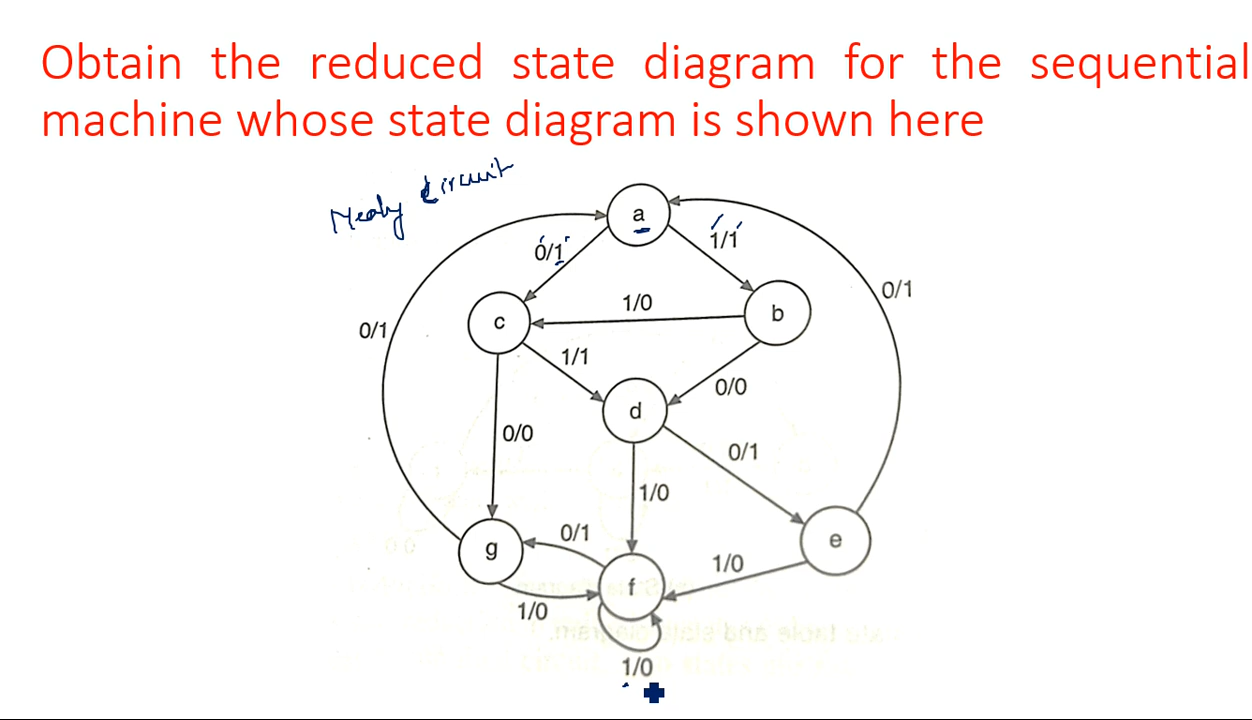 Obtain the reduced state diagram for the sequential
machine whose state diagram is shown here
Mealy circuit
a
0/1
1/1
0/1
1/0
c
b
0/1
1/1
0/0
d
0/0
0/1
1/0
0/1
g
e
1/0
f
1/0
1/0